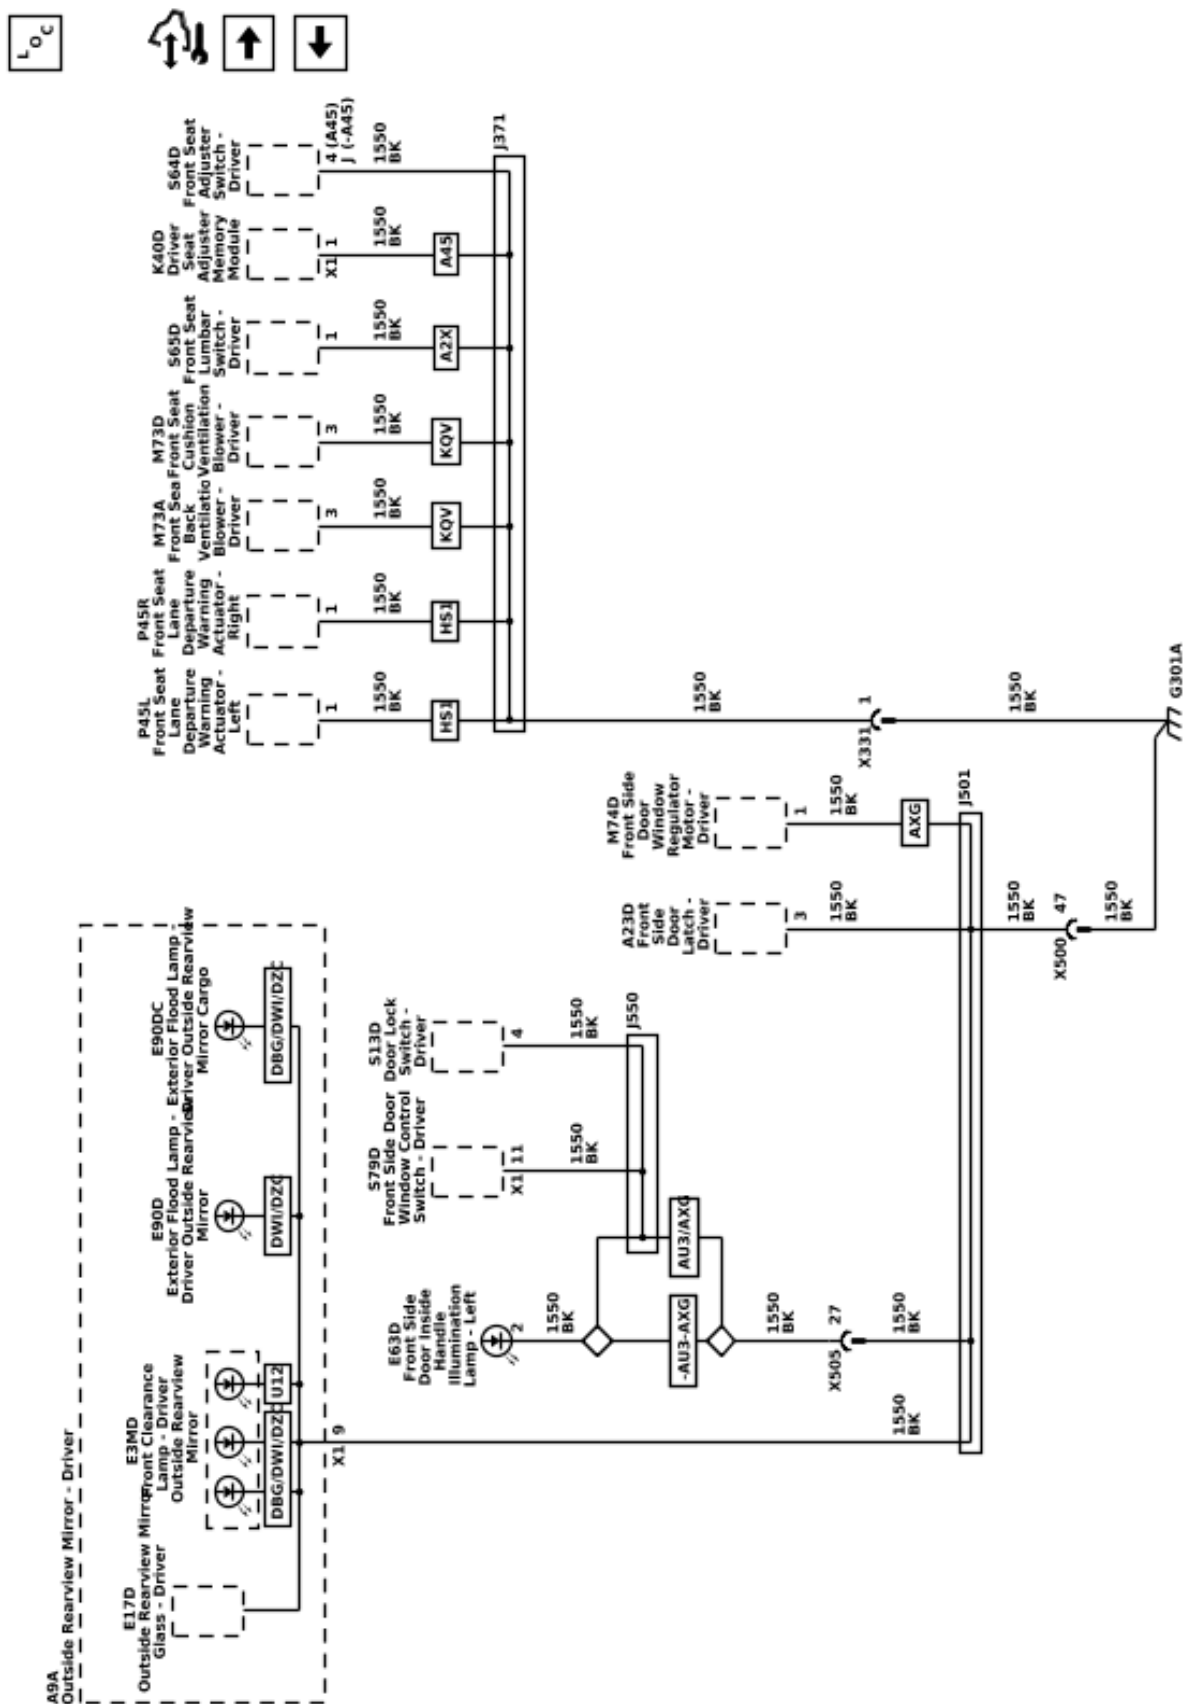 LOC
A9A
Outside Rearview Mirror - Driver
E17D
Outside Rearview Mirror
Glass - Driver
E3MD
Front Clearance
Lamp - Driver
Outside Rearview
Mirror
DBG/DWI/DZC
U12
X1 9
E90D
Exterior Flood Lamp -
Driver Outside Rearview
Mirror
DWI/DZC
E90DC
Exterior Flood Lamp -
Driver Outside Rearview
Mirror Cargo
DBG/DWI/DZC
P45L
Front Seat
Lane
Departure
Warning
Actuator -
Left
1
1550
BK
HS1
P45R
Front Seat
Lane
Departure
Warning
Actuator -
Right
1
1550
BK
HS1
M73A
Front Sea
Back
Ventilatio
Blower -
Driver
3
1550
BK
KQV
M73D
Front Seat
Cushion
Ventilation
Blower -
Driver
3
1550
BK
KQV
S65D
Front Seat
Lumbar
Switch -
Driver
1
1550
BK
A2X
K40D
Driver
Seat
Adjuster
Memory
Module
X1 1
1550
BK
A45
S64D
Front Seat
Adjuster
Switch -
Driver
4 (A45)
J (-A45)
1550
BK
J371
E63D
Front Side
Door Inside
Handle
Illumination
Lamp - Left
2
1550
BK
S79D
Front Side Door
Window Control
Switch - Driver
X1 11
1550
BK
S13D
Door Lock
Switch -
Driver
4
1550
BK
J550
-AU3-AXG
AU3/AXG
1550
BK
X505 27
1550
BK
1550
BK
A23D
Front
Side
Door
Latch -
Driver
3
1550
BK
M74D
Front Side
Door
Window
Regulator
Motor -
Driver
1
1550
BK
AXG
J501
1550
BK
X500 47
1550
BK
1550
BK
X331 1
1550
BK
G301A